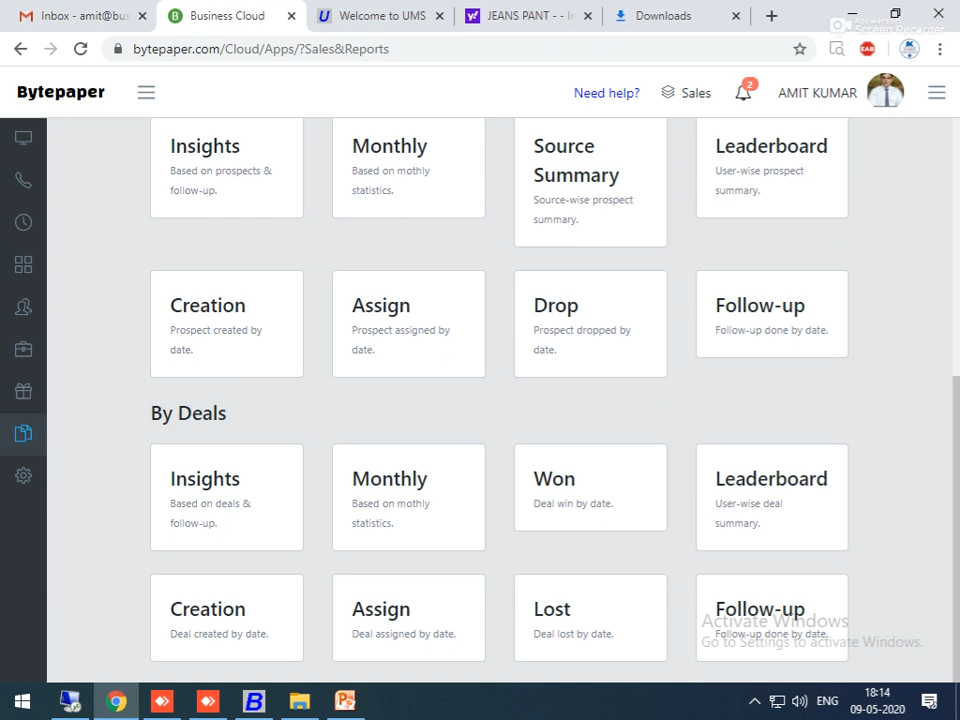 Inbox - amit@bus
Business Cloud
Welcome to UMS
JEANS PANT - - In
Downloads
Powered by
Screen Recorder
bytepaper.com/Cloud/Apps/?Sales&Reports
EAB
Bytepaper
Need help?
Sales
2
AMIT KUMAR
Insights
Based on prospects &
follow-up.
Monthly
Based on mothly
statistics.
Source
Summary
Source-wise prospect
summary.
Leaderboard
User-wise prospect
summary.
Creation
Prospect created by
date.
Assign
Prospect assigned by
date.
Drop
Prospect dropped by
date.
Follow-up
Follow-up done by date.
By Deals
Insights
Based on deals &
follow-up.
Monthly
Based on mothly
statistics.
Won
Deal win by date.
Leaderboard
User-wise deal
summary.
Creation
Deal created by date.
Assign
Deal assigned by date.
Lost
Deal lost by date.
Follow-up
Follow-up done by date.
Activate Windows
Go to Settings to activate Windows.
ENG
18:14
09-05-2020